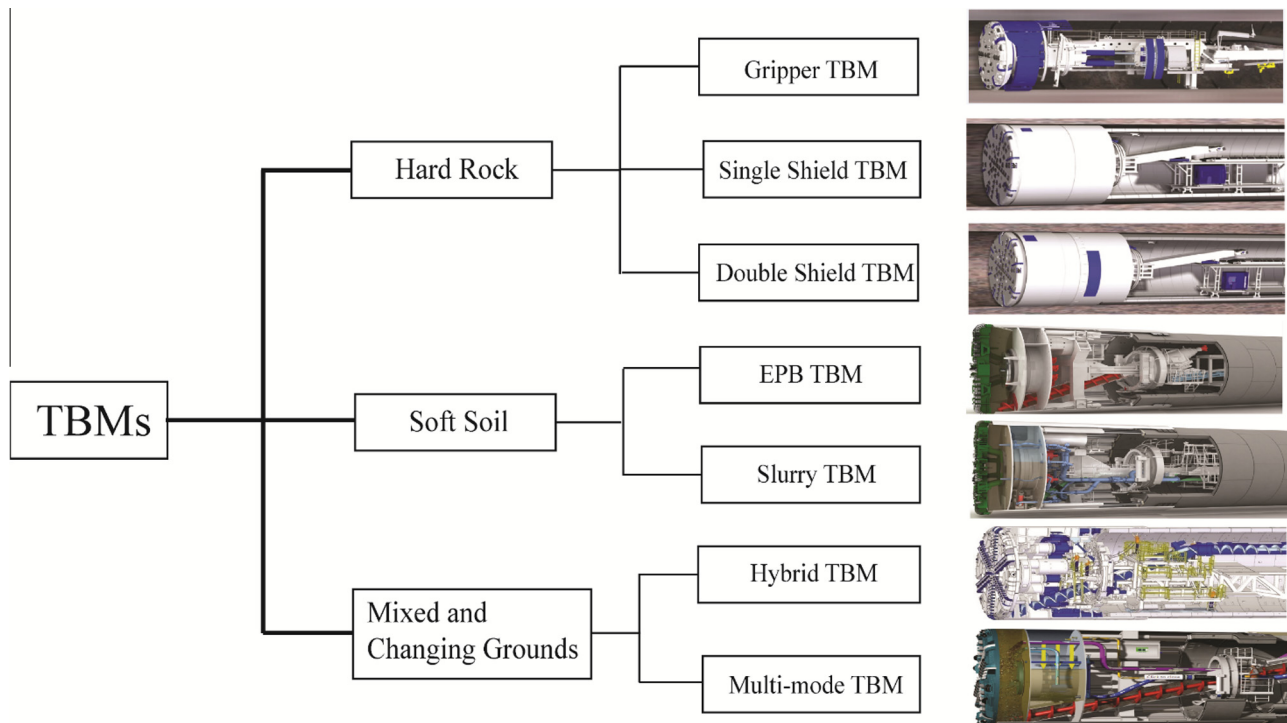 TBMs
Hard Rock
Gripper TBM
Single Shield TBM
Double Shield TBM
Soft Soil
EPB TBM
Slurry TBM
Mixed and
Changing Grounds
Hybrid TBM
Multi-mode TBM